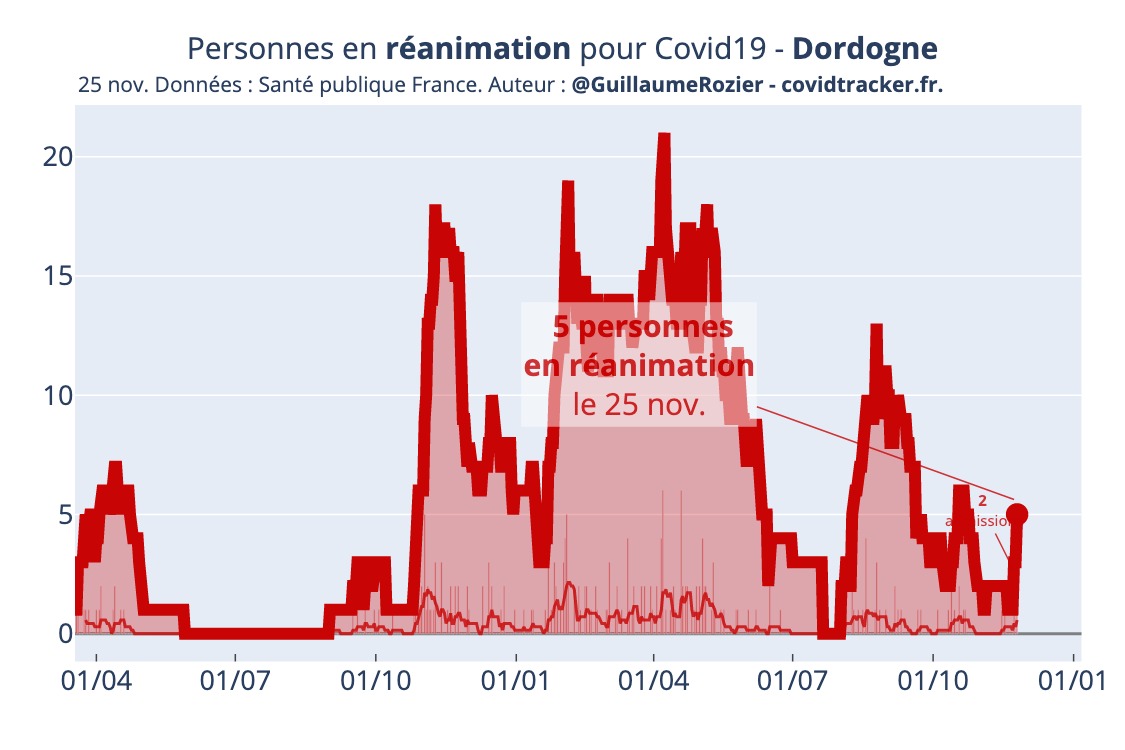 Personnes en réanimation pour Covid19 - Dordogne
25 nov. Données : Santé publique France. Auteur : @GuillaumeRozier - covidtracker.fr.
20
15
10
5
0
5 personnes
en réanimation
le 25 nov.
2
01/04
01/07
01/10
01/01
01/04
01/07
01/10
01/01